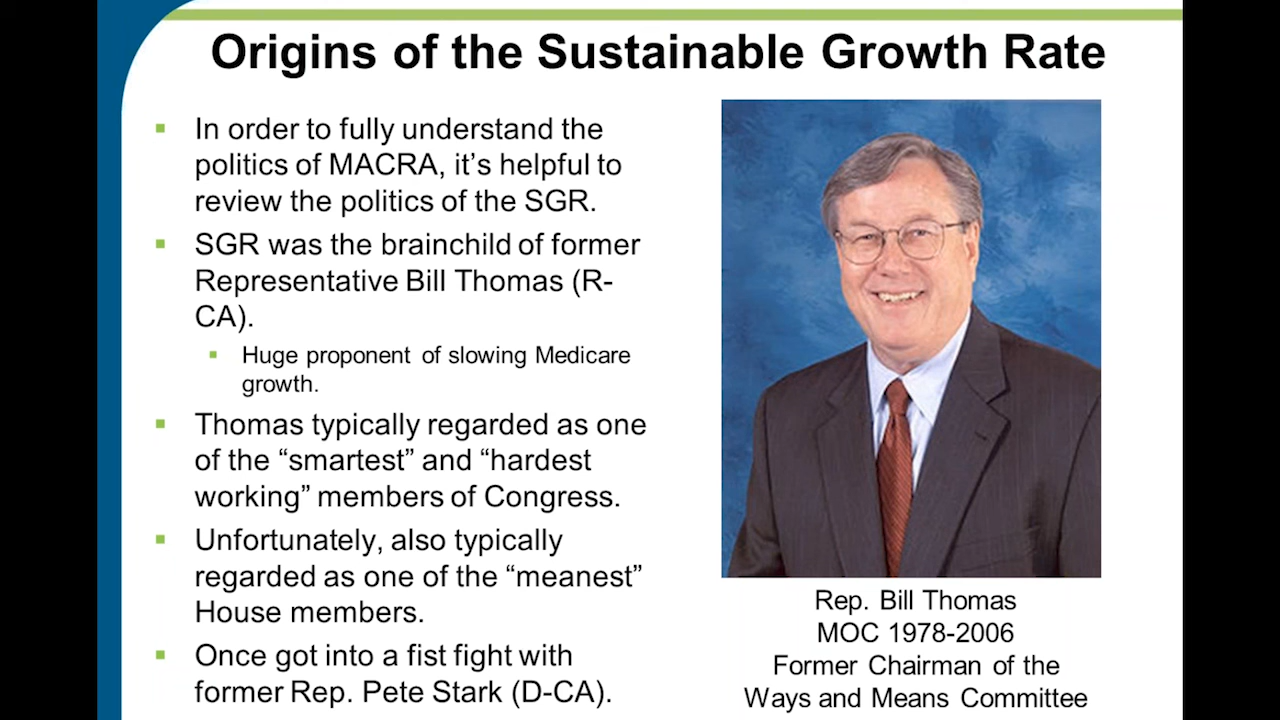 Origins of the Sustainable Growth Rate
In order to fully understand the
politics of MACRA, it’s helpful to
review the politics of the SGR.
SGR was the brainchild of former
Representative Bill Thomas (R-
CA).
Huge proponent of slowing Medicare
growth.
Thomas typically regarded as one
of the “smartest” and “hardest
working” members of Congress.
Unfortunately, also typically
regarded as one of the “meanest”
House members.
Once got into a fist fight with
former Rep. Pete Stark (D-CA).
Rep. Bill Thomas
MOC 1978-2006
Former Chairman of the
Ways and Means Committee